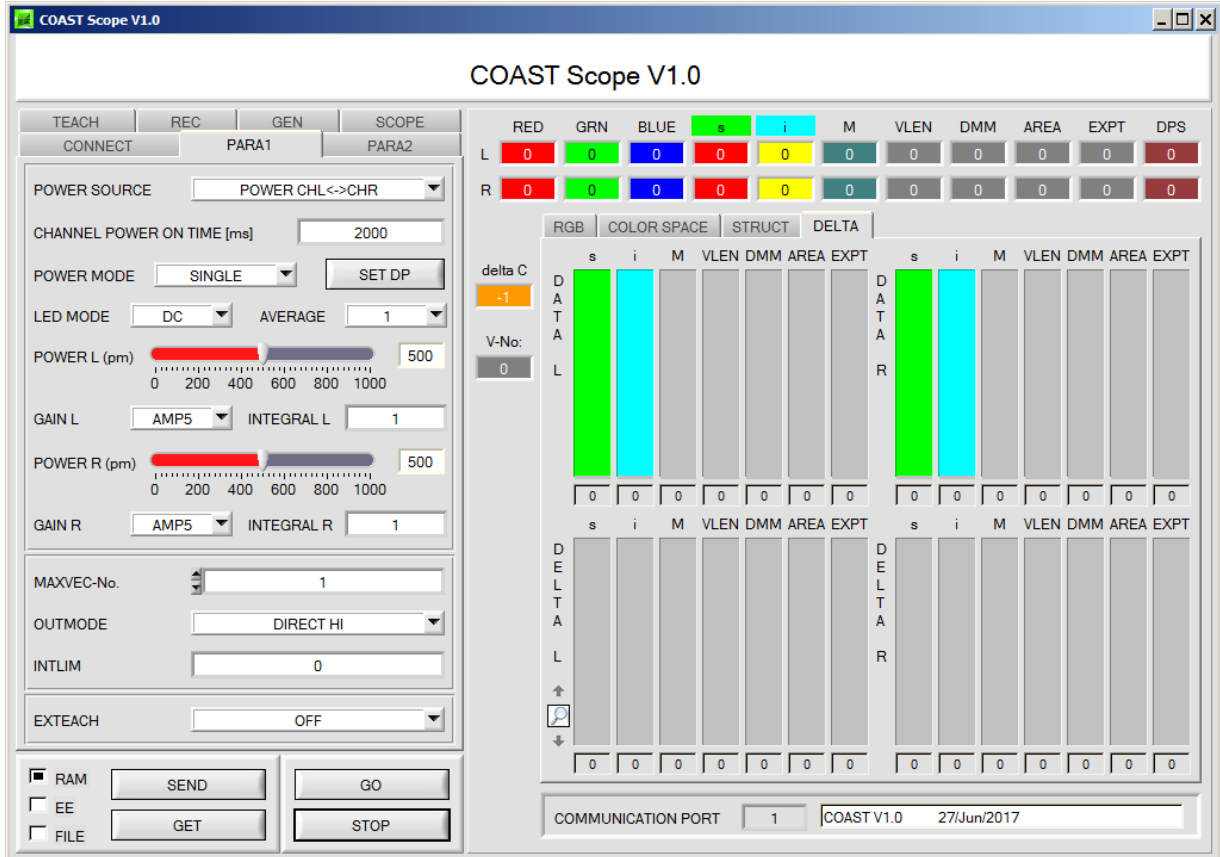 COAST Scope V1.0
COAST Scope V1.0
TEACH REC GEN SCOPE
CONNECT PARA1 PARA2
POWER SOURCE POWER CHL<->CHR
CHANNEL POWER ON TIME [ms] 2000
POWER MODE SINGLE SET DP
LED MODE DC AVERAGE 1
POWER L (pm) 500
0 200 400 600 800 1000
GAIN L AMP5 INTEGRAL L 1
POWER R (pm) 500
0 200 400 600 800 1000
GAIN R AMP5 INTEGRAL R 1
MAXVEC-No. 1
OUTMODE DIRECT HI
INTLIM 0
EXTEACH OFF
RAM
EE
FILE
SEND GO
GET STOP
RED GRN BLUE s i M VLEN DMM AREA EXPT DPS
L 0 0 0 0 0 0 0 0 0 0 0
R 0 0 0 0 0 0 0 0 0 0 0
RGB COLOR SPACE STRUCT DELTA
delta C
-1
V-No:
0
s i M VLEN DMM AREA EXPT s i M VLEN DMM AREA EXPT
DATA L
DATA R
0 0 0 0 0 0 0 0 0 0 0 0 0 0
s i M VLEN DMM AREA EXPT s i M VLEN DMM AREA EXPT
DELTA L
DELTA R
0 0 0 0 0 0 0 0 0 0 0 0 0 0
COMMUNICATION PORT 1 COAST V1.0 27/Jun/2017